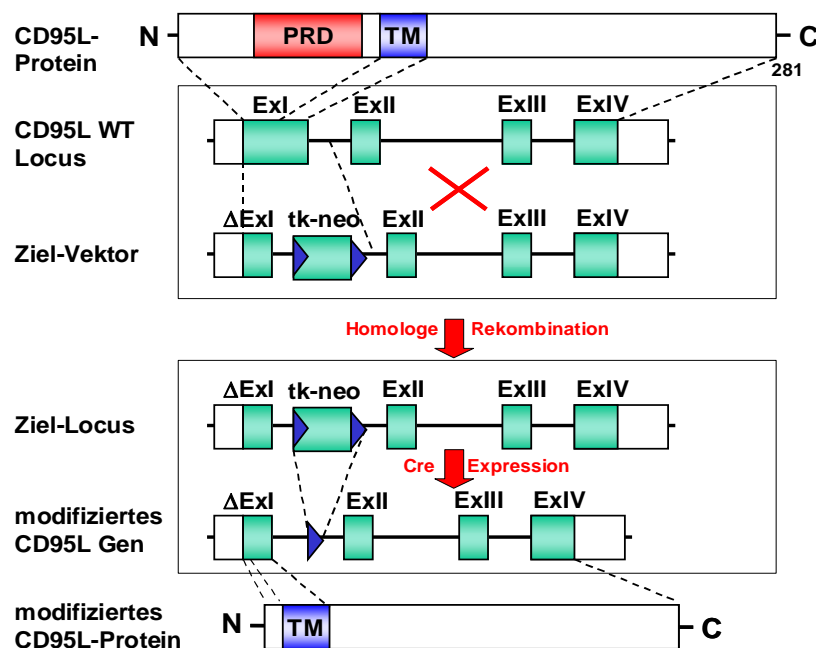 CD95L-
Protein
N PRD TM C
281
CD95L WT
Locus
ExI ExII ExIII ExIV
Ziel-Vektor
ΔExI tk-neo ExII ExIII ExIV
Homologe Rekombination
Ziel-Locus
ΔExI tk-neo ExII ExIII ExIV
Cre Expression
modifiziertes
CD95L Gen
ΔExI ExII ExIII ExIV
modifiziertes
CD95L-Protein
N TM C